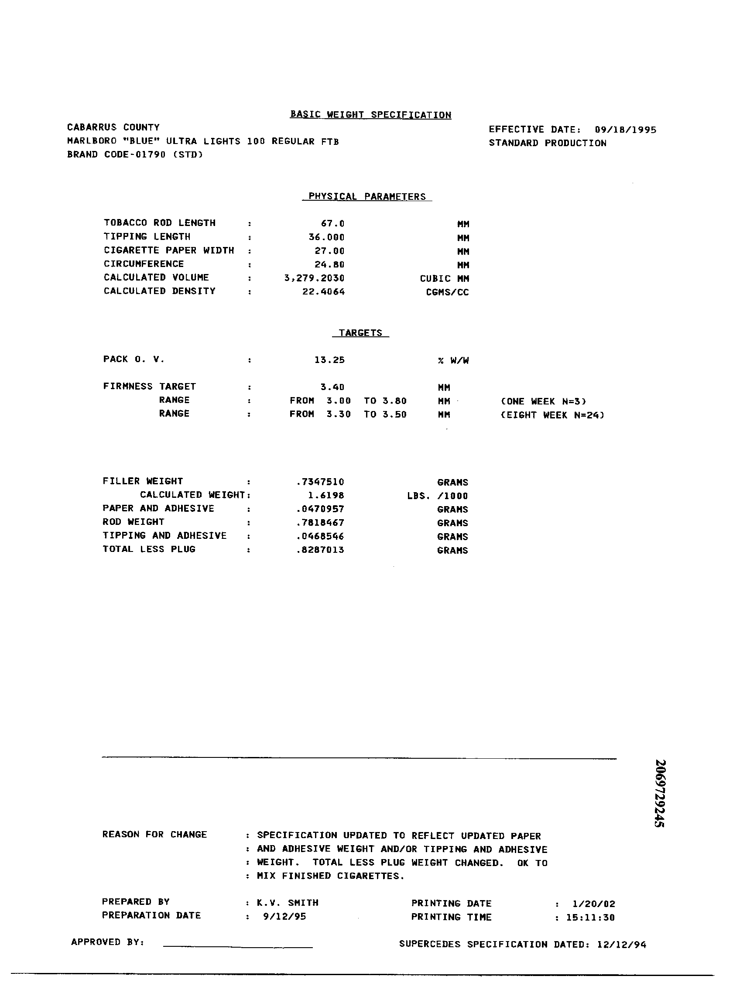 BASIC WEIGHT SPECIFICATION
CABARRUS COUNTY EFFECTIVE DATE: 09/18/1995
MARLBORO "BLUE" ULTRA LIGHTS 100 REGULAR FTB STANDARD PRODUCTION
BRAND CODE-01790 (STD)
PHYSICAL PARAMETERS
TOBACCO ROD LENGTH : 67.0 MM
TIPPING LENGTH : 36.000 MM
CIGARETTE PAPER WIDTH : 27.00 MM
CIRCUMFERENCE : 24.80 MM
CALCULATED VOLUME : 3,279.2030 CUBIC MM
CALCULATED DENSITY : 22.4064 CGMS/CC
TARGETS
PACK O. V. : 13.25 % W/W
FIRMNESS TARGET : 3.40 MM
RANGE : FROM 3.00 TO 3.80 MM (ONE WEEK N=3)
RANGE : FROM 3.30 TO 3.50 MM (EIGHT WEEK N=24)
FILLER WEIGHT : .7347510 GRAMS
CALCULATED WEIGHT: 1.6198 LBS. /1000
PAPER AND ADHESIVE : .0470957 GRAMS
ROD WEIGHT : .7818467 GRAMS
TIPPING AND ADHESIVE : .0468546 GRAMS
TOTAL LESS PLUG : .8287013 GRAMS
2069729245
REASON FOR CHANGE : SPECIFICATION UPDATED TO REFLECT UPDATED PAPER
: AND ADHESIVE WEIGHT AND/OR TIPPING AND ADHESIVE
: WEIGHT. TOTAL LESS PLUG WEIGHT CHANGED. OK TO
: MIX FINISHED CIGARETTES.
PREPARED BY : K.V. SMITH PRINTING DATE : 1/20/02
PREPARATION DATE : 9/12/95 PRINTING TIME : 15:11:30
APPROVED BY: SUPERCEDES SPECIFICATION DATED: 12/12/94